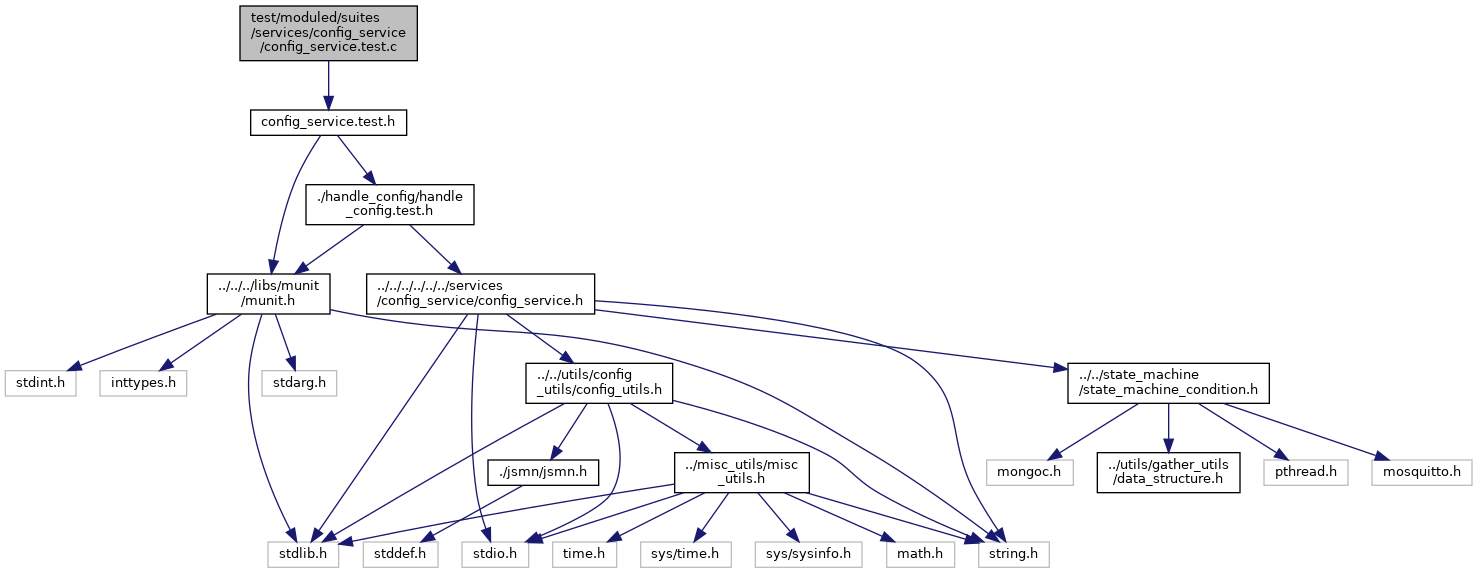 test/moduled/suites
/services/config_service
/config_service.test.c
config_service.test.h
./handle_config/handle
_config.test.h
../../../libs/munit
/munit.h
../../../../../../services
/config_service/config_service.h
stdint.h
inttypes.h
stdarg.h
../../utils/config
_utils/config_utils.h
../../state_machine
/state_machine_condition.h
./jsmn/jsmn.h
../misc_utils/misc
_utils.h
mongoc.h
../utils/gather_utils
/data_structure.h
pthread.h
mosquitto.h
stdlib.h
stddef.h
stdio.h
time.h
sys/time.h
sys/sysinfo.h
math.h
string.h